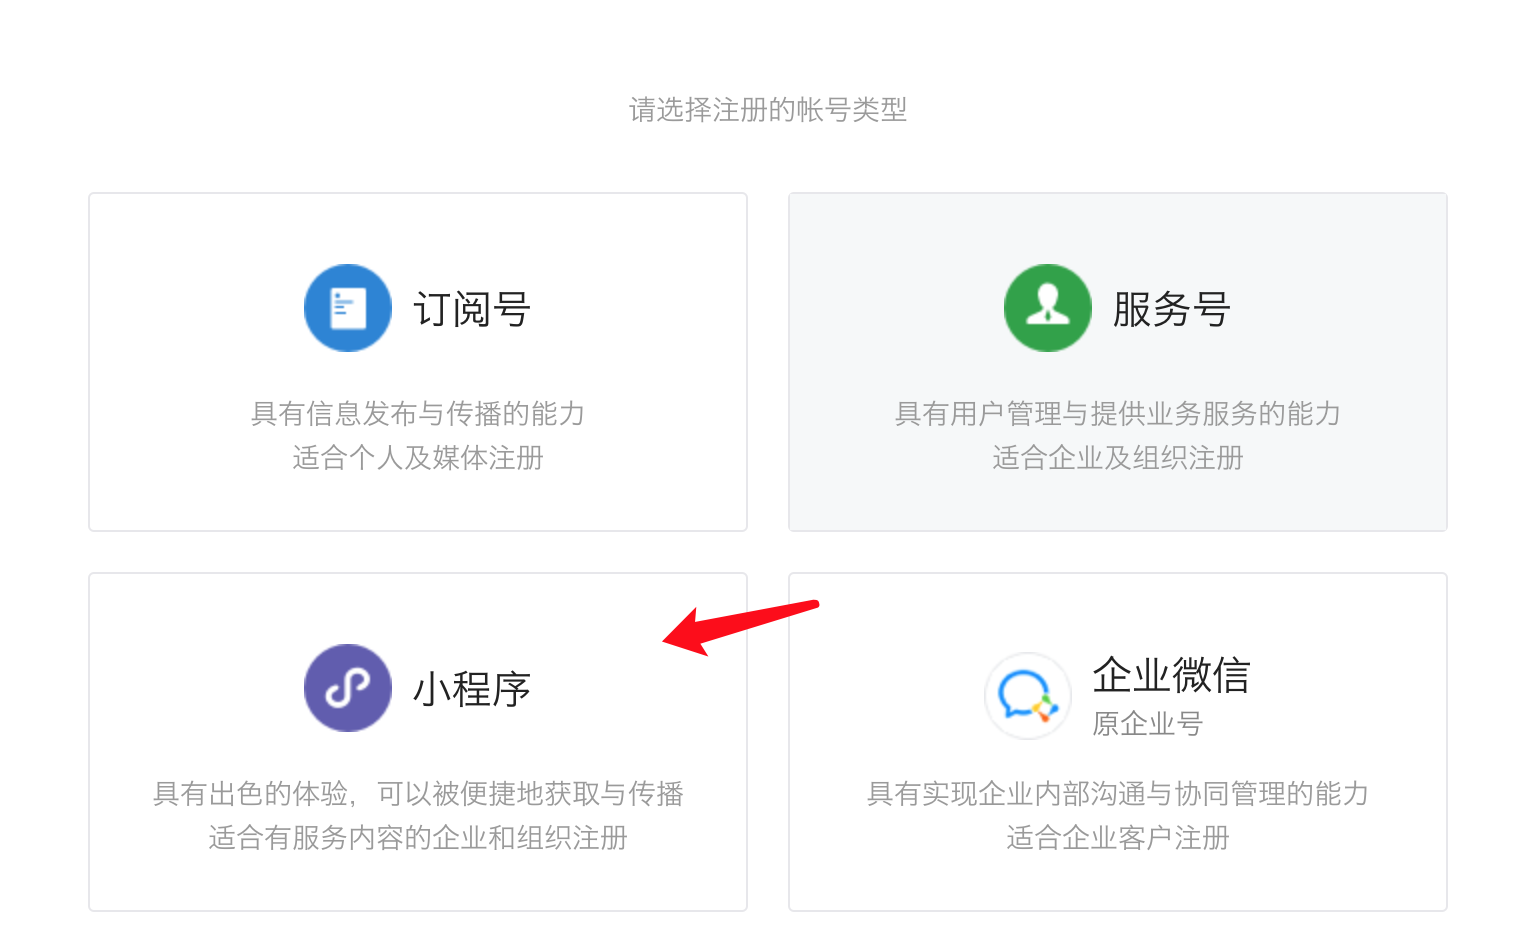 请选择注册的帐号类型
订阅号
具有信息发布与传播的能力
适合个人及媒体注册
服务号
具有用户管理与提供业务服务的能力
适合企业及组织注册
小程序
具有出色的体验，可以被便捷地获取与传播
适合有服务内容的企业和组织注册
企业微信
原企业号
具有实现企业内部沟通与协同管理的能力
适合企业客户注册